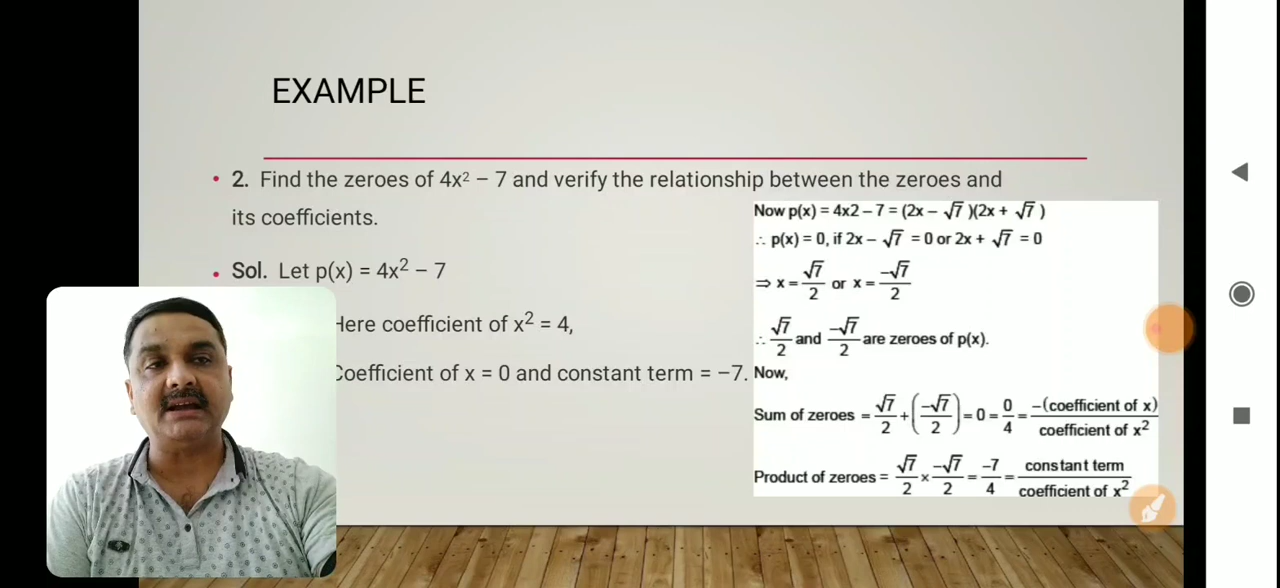 EXAMPLE
• 2. Find the zeroes of 4x² − 7 and verify the relationship between the zeroes and
its coefficients.
• Sol. Let p(x) = 4x² − 7
Here coefficient of x² = 4,
Coefficient of x = 0 and constant term = −7.
Now p(x) = 4x2 − 7 = (2x − √7)(2x + √7)
∴ p(x) = 0, if 2x − √7 = 0 or 2x + √7 = 0
⇒ x = √7/2 or x = −√7/2
∴ √7/2 and −√7/2 are zeroes of p(x).
Now,
Sum of zeroes = √7/2 + (−√7/2) = 0 = 0/4 = −(coefficient of x)/coefficient of x²
Product of zeroes = √7/2 × −√7/2 = −7/4 = constant term/coefficient of x²